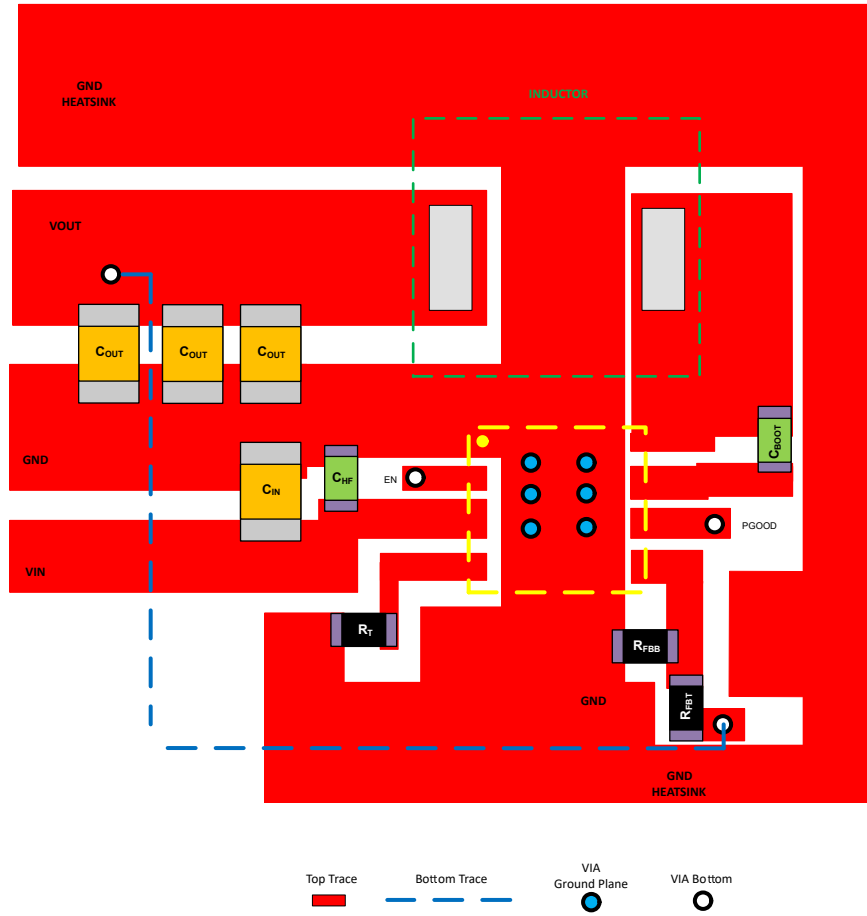 GND
HEATSINK
INDUCTOR
VOUT
COUT
COUT
COUT
CBOOT
GND
CIN
CHF
EN
PGOOD
VIN
RT
RFBB
RFBT
GND
GND
HEATSINK
Top Trace
Bottom Trace
VIA
Ground Plane
VIA Bottom